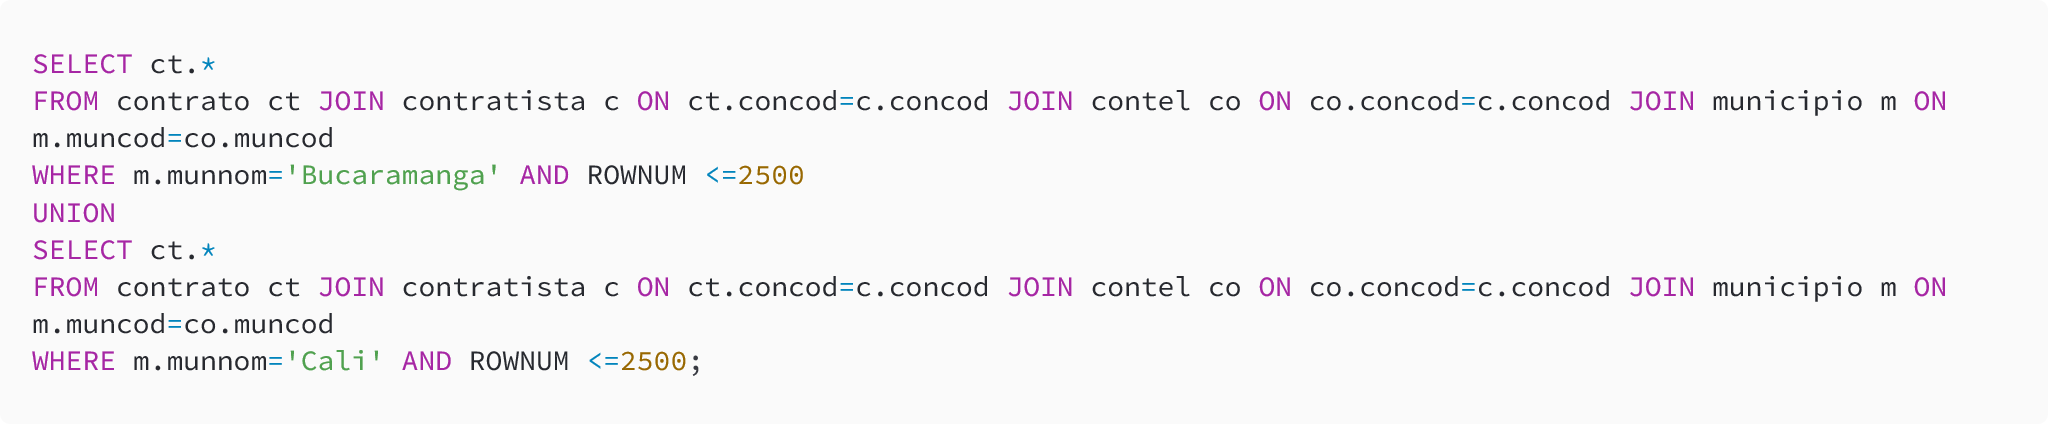 SELECT ct.*
FROM contrato ct JOIN contratista c ON ct.concod=c.concod JOIN contel co ON co.concod=c.concod JOIN municipio m ON
m.muncod=co.muncod
WHERE m.munnom='Bucaramanga' AND ROWNUM <=2500
UNION
SELECT ct.*
FROM contrato ct JOIN contratista c ON ct.concod=c.concod JOIN contel co ON co.concod=c.concod JOIN municipio m ON
m.muncod=co.muncod
WHERE m.munnom='Cali' AND ROWNUM <=2500;